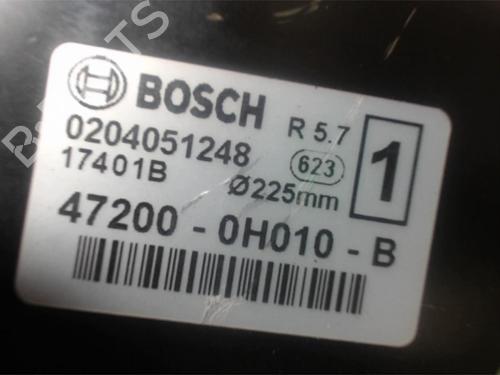 BOSCH
R 5.7
0204051248
623
1
17401B
Ø225mm
47200 - 0H010 - B